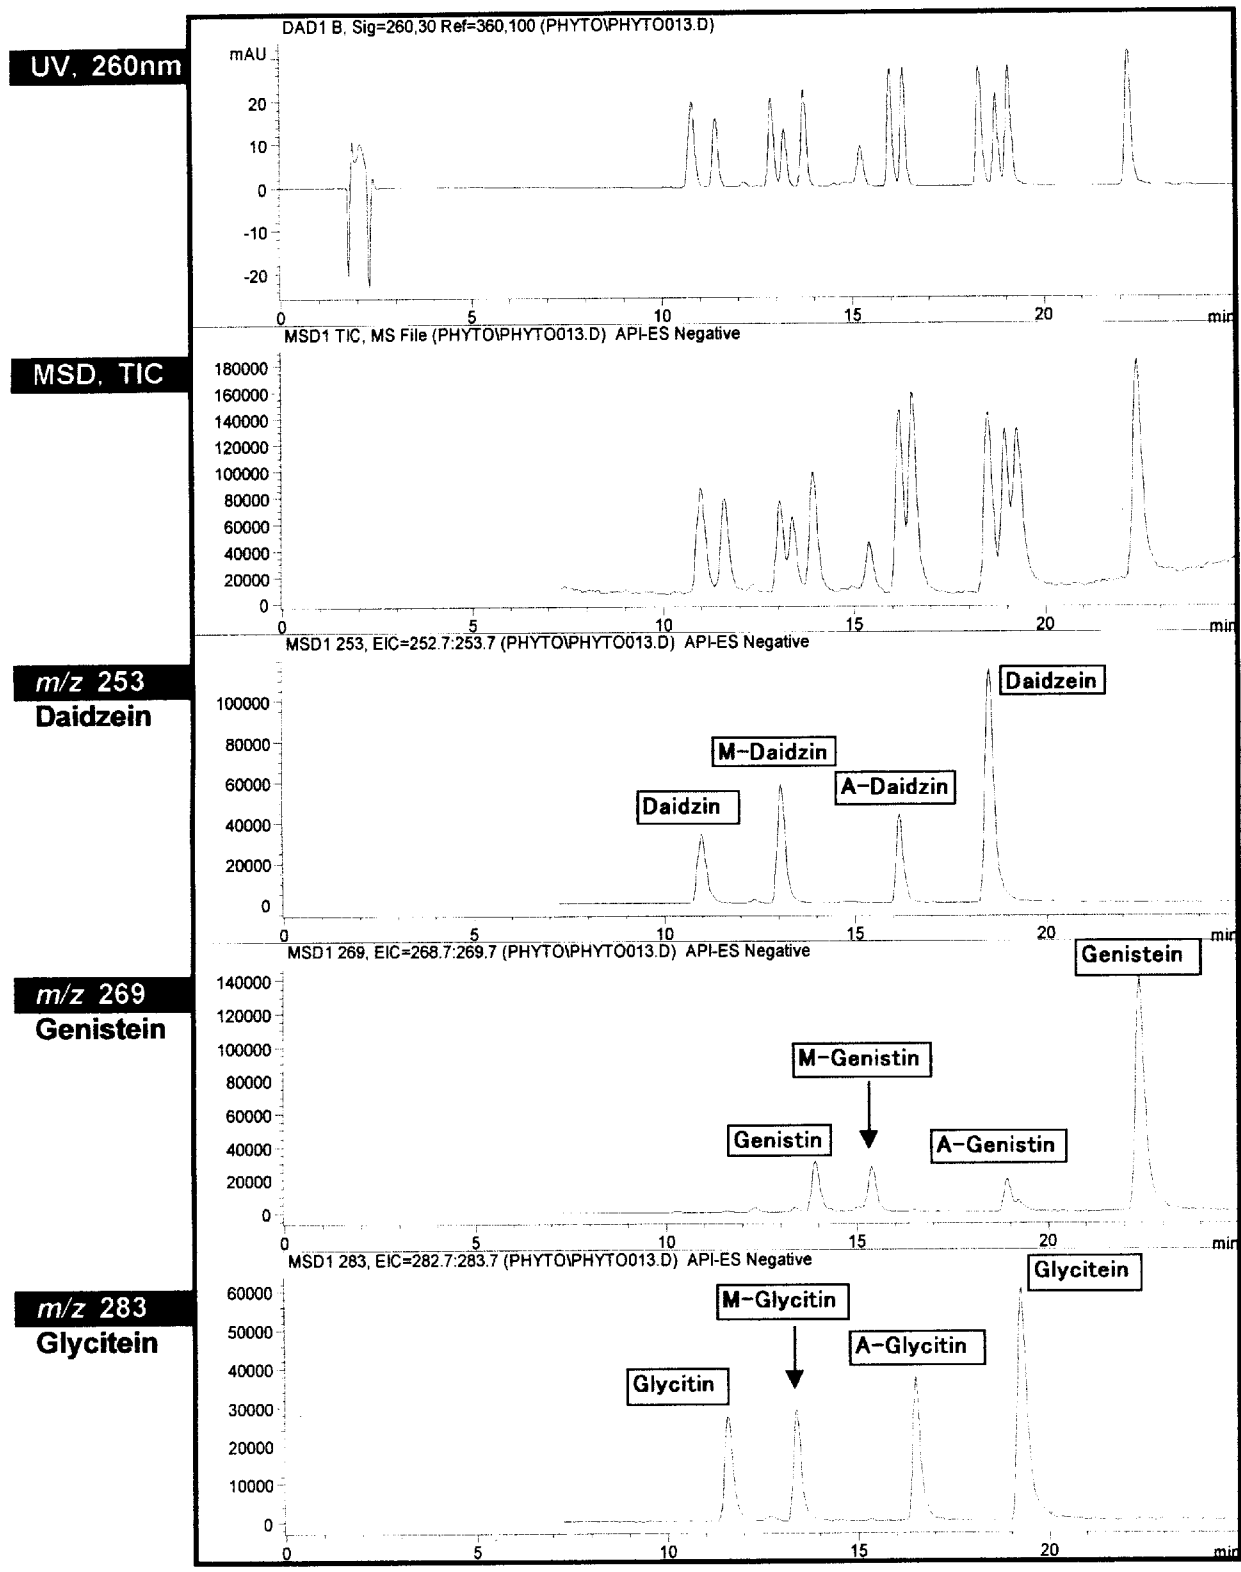 DAD1 B, Sig=260,30 Ref=360,100 (PHYTO\PHYTO013.D)
UV, 260nm
mAU
20
10
0
-10
-20
0 5 10 15 20 min
MSD1 TIC, MS File (PHYTO\PHYTO013.D) API-ES Negative
MSD, TIC
180000
160000
140000
120000
100000
80000
60000
40000
20000
0
0 5 10 15 20 min
MSD1 253, EIC=252.7:253.7 (PHYTO\PHYTO013.D) API-ES Negative
m/z 253
Daidzein
Daidzein
M-Daidzin
A-Daidzin
Daidzin
100000
80000
60000
40000
20000
0
0 5 10 15 20 min
MSD1 269, EIC=268.7:269.7 (PHYTO\PHYTO013.D) API-ES Negative
m/z 269
Genistein
Genistein
M-Genistin
Genistin
A-Genistin
140000
120000
100000
80000
60000
40000
20000
0
0 5 10 15 20 min
MSD1 283, EIC=282.7:283.7 (PHYTO\PHYTO013.D) API-ES Negative
m/z 283
Glycitein
Glycitein
M-Glycitin
A-Glycitin
Glycitin
60000
50000
40000
30000
20000
10000
0
0 5 10 15 20 min